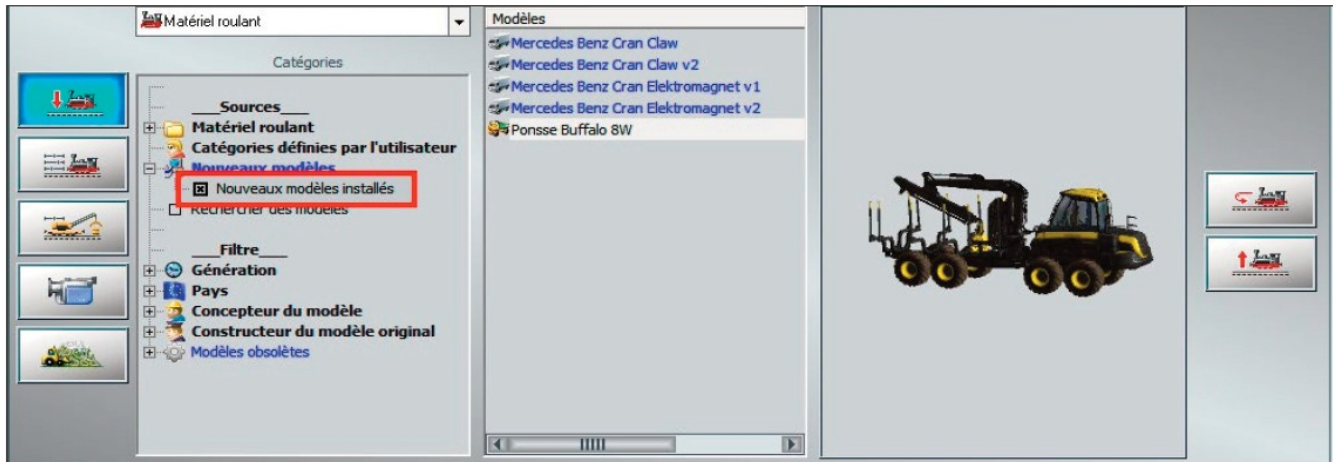 Matériel roulant
Catégories
___Sources___
Matériel roulant
Catégories définies par l'utilisateur
Nouveaux modèles
Nouveaux modèles installés
Rechercher des modèles
___Filtre___
Génération
Pays
Concepteur du modèle
Constructeur du modèle original
Modèles obsolètes
Modèles
Mercedes Benz Cran Claw
Mercedes Benz Cran Claw v2
Mercedes Benz Cran Elektromagnet v1
Mercedes Benz Cran Elektromagnet v2
Ponsse Buffalo 8W